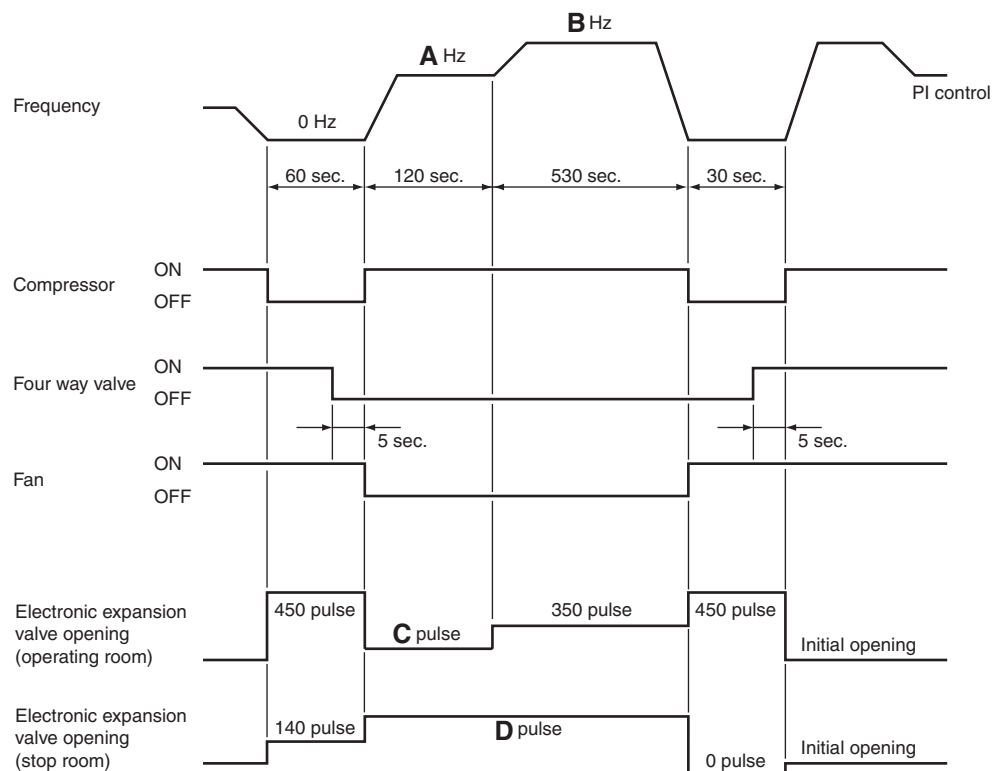 B Hz
A Hz
PI control
Frequency
0 Hz
60 sec.
120 sec.
530 sec.
30 sec.
ON
Compressor
OFF
ON
Four way valve
OFF
5 sec.
5 sec.
ON
Fan
OFF
Electronic expansion
valve opening
(operating room)
450 pulse
C pulse
350 pulse
450 pulse
Initial opening
Electronic expansion
valve opening
(stop room)
140 pulse
D pulse
0 pulse
Initial opening